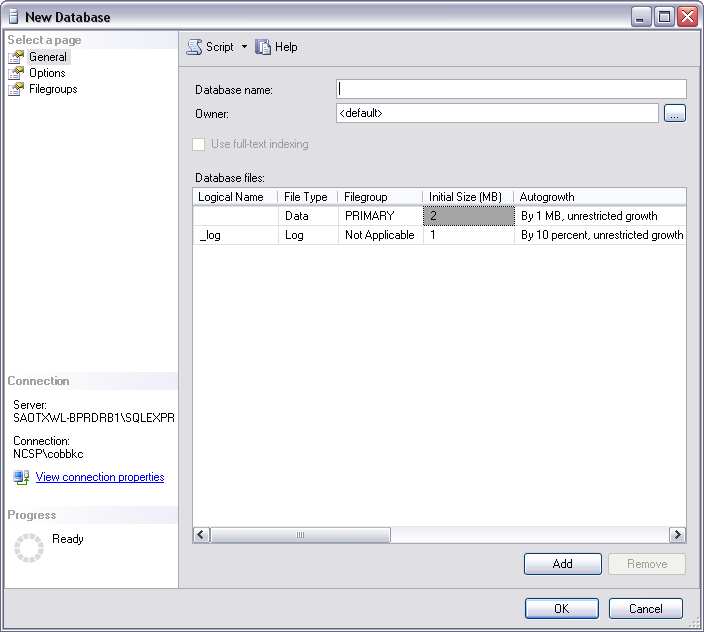 New Database
Select a page
General
Options
Filegroups
Script Help
Database name:
Owner: <default> ...
Use full-text indexing
Database files:
Logical Name File Type Filegroup Initial Size (MB) Autogrowth
Data PRIMARY 2 By 1 MB, unrestricted growth
_log Log Not Applicable 1 By 10 percent, unrestricted growth
Connection
Server:
SAOTXWL-BPRDRB1\SQLEXPR
Connection:
NCSP\cobbkc
View connection properties
Progress
Ready
Add Remove
OK Cancel